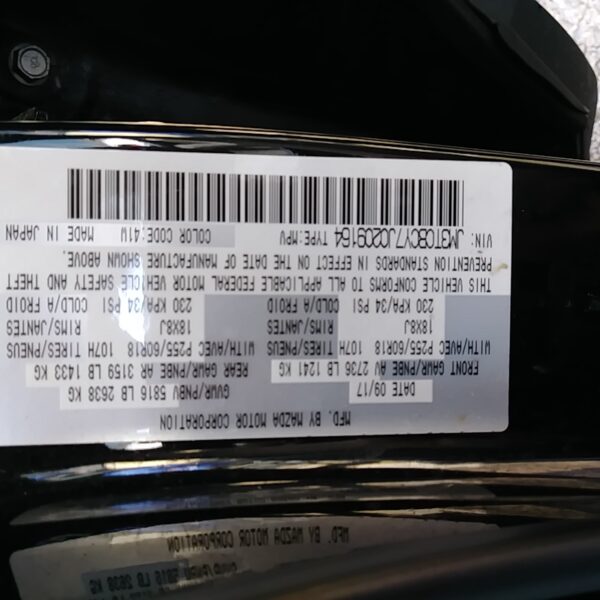 MFD. BY MAZDA MOTOR CORPORATION
DATE 09/17 GVWR/PNBV 5816 LB 2638 KG
FRONT GAWR/PNBE AV 2736 LB 1241 KG REAR GAWR/PNBE AR 3159 LB 1433 KG
WITH/AVEC P255/60R18 107H TIRES/PNEUS WITH/AVEC P255/60R18 107H TIRES/PNEUS
18X8J RIMS/JANTES 18X8J RIMS/JANTES
230 KPA/34 PSI COLD/A FROID 230 KPA/34 PSI COLD/A FROID
THIS VEHICLE CONFORMS TO ALL APPLICABLE FEDERAL MOTOR VEHICLE SAFETY AND THEFT
PREVENTION STANDARDS IN EFFECT ON THE DATE OF MANUFACTURE SHOWN ABOVE.
VIN: JM3TCBCY7J0209164 TYPE:MPV COLOR CODE:41W MADE IN JAPAN
MFD. BY MAZDA MOTOR CORPORATION